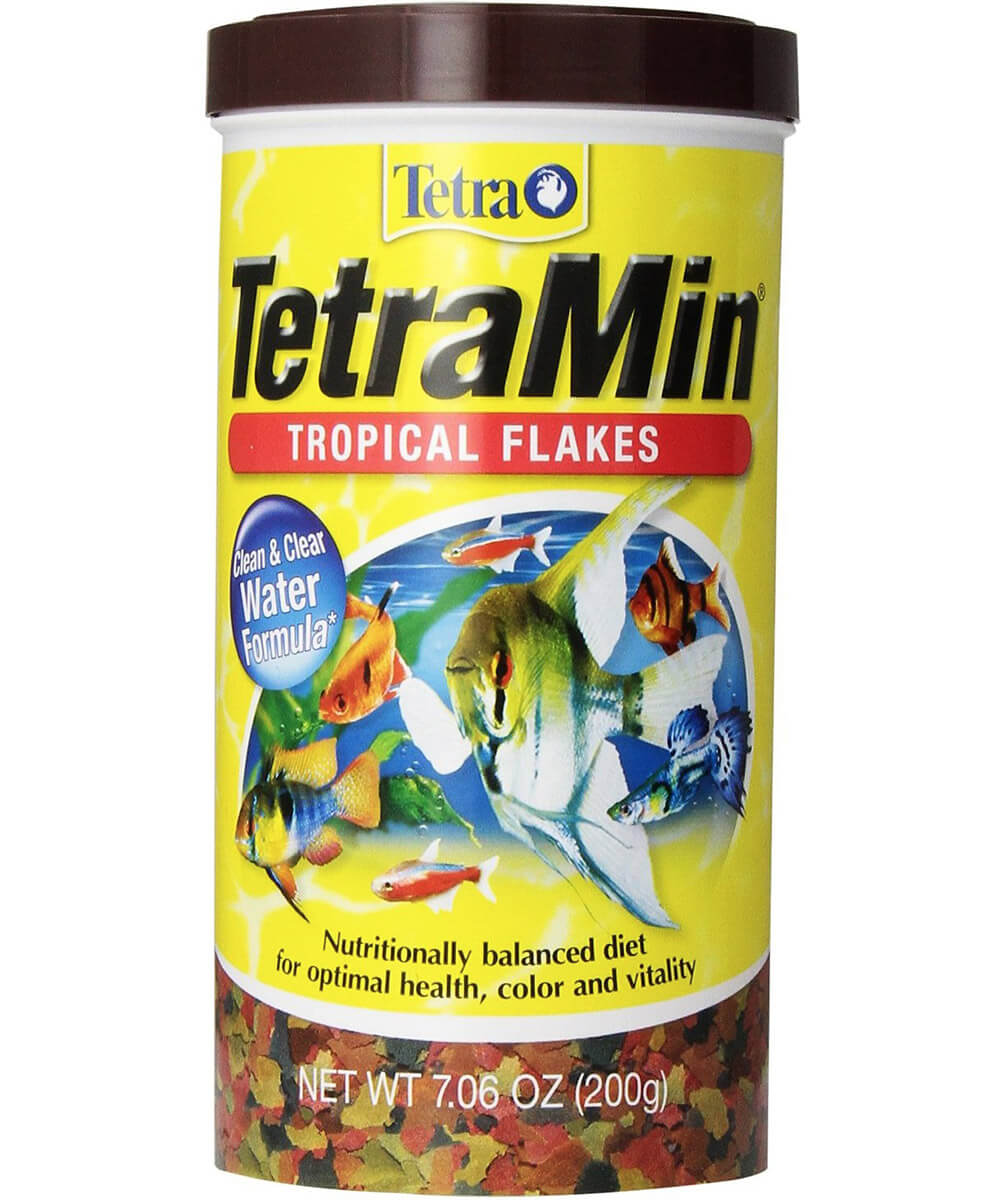 Tetra
TetraMin®
TROPICAL FLAKES
Clean & Clear
Water
Formula*
Nutritionally balanced diet
for optimal health, color and vitality
NET WT 7.06 OZ (200g)